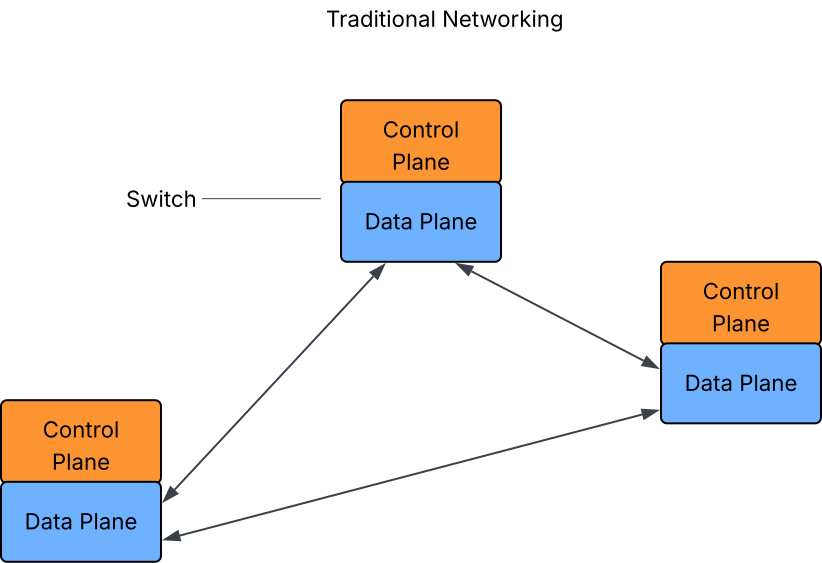 Traditional Networking
Control
Plane
Switch
Data Plane
Control
Plane
Data Plane
Control
Plane
Data Plane